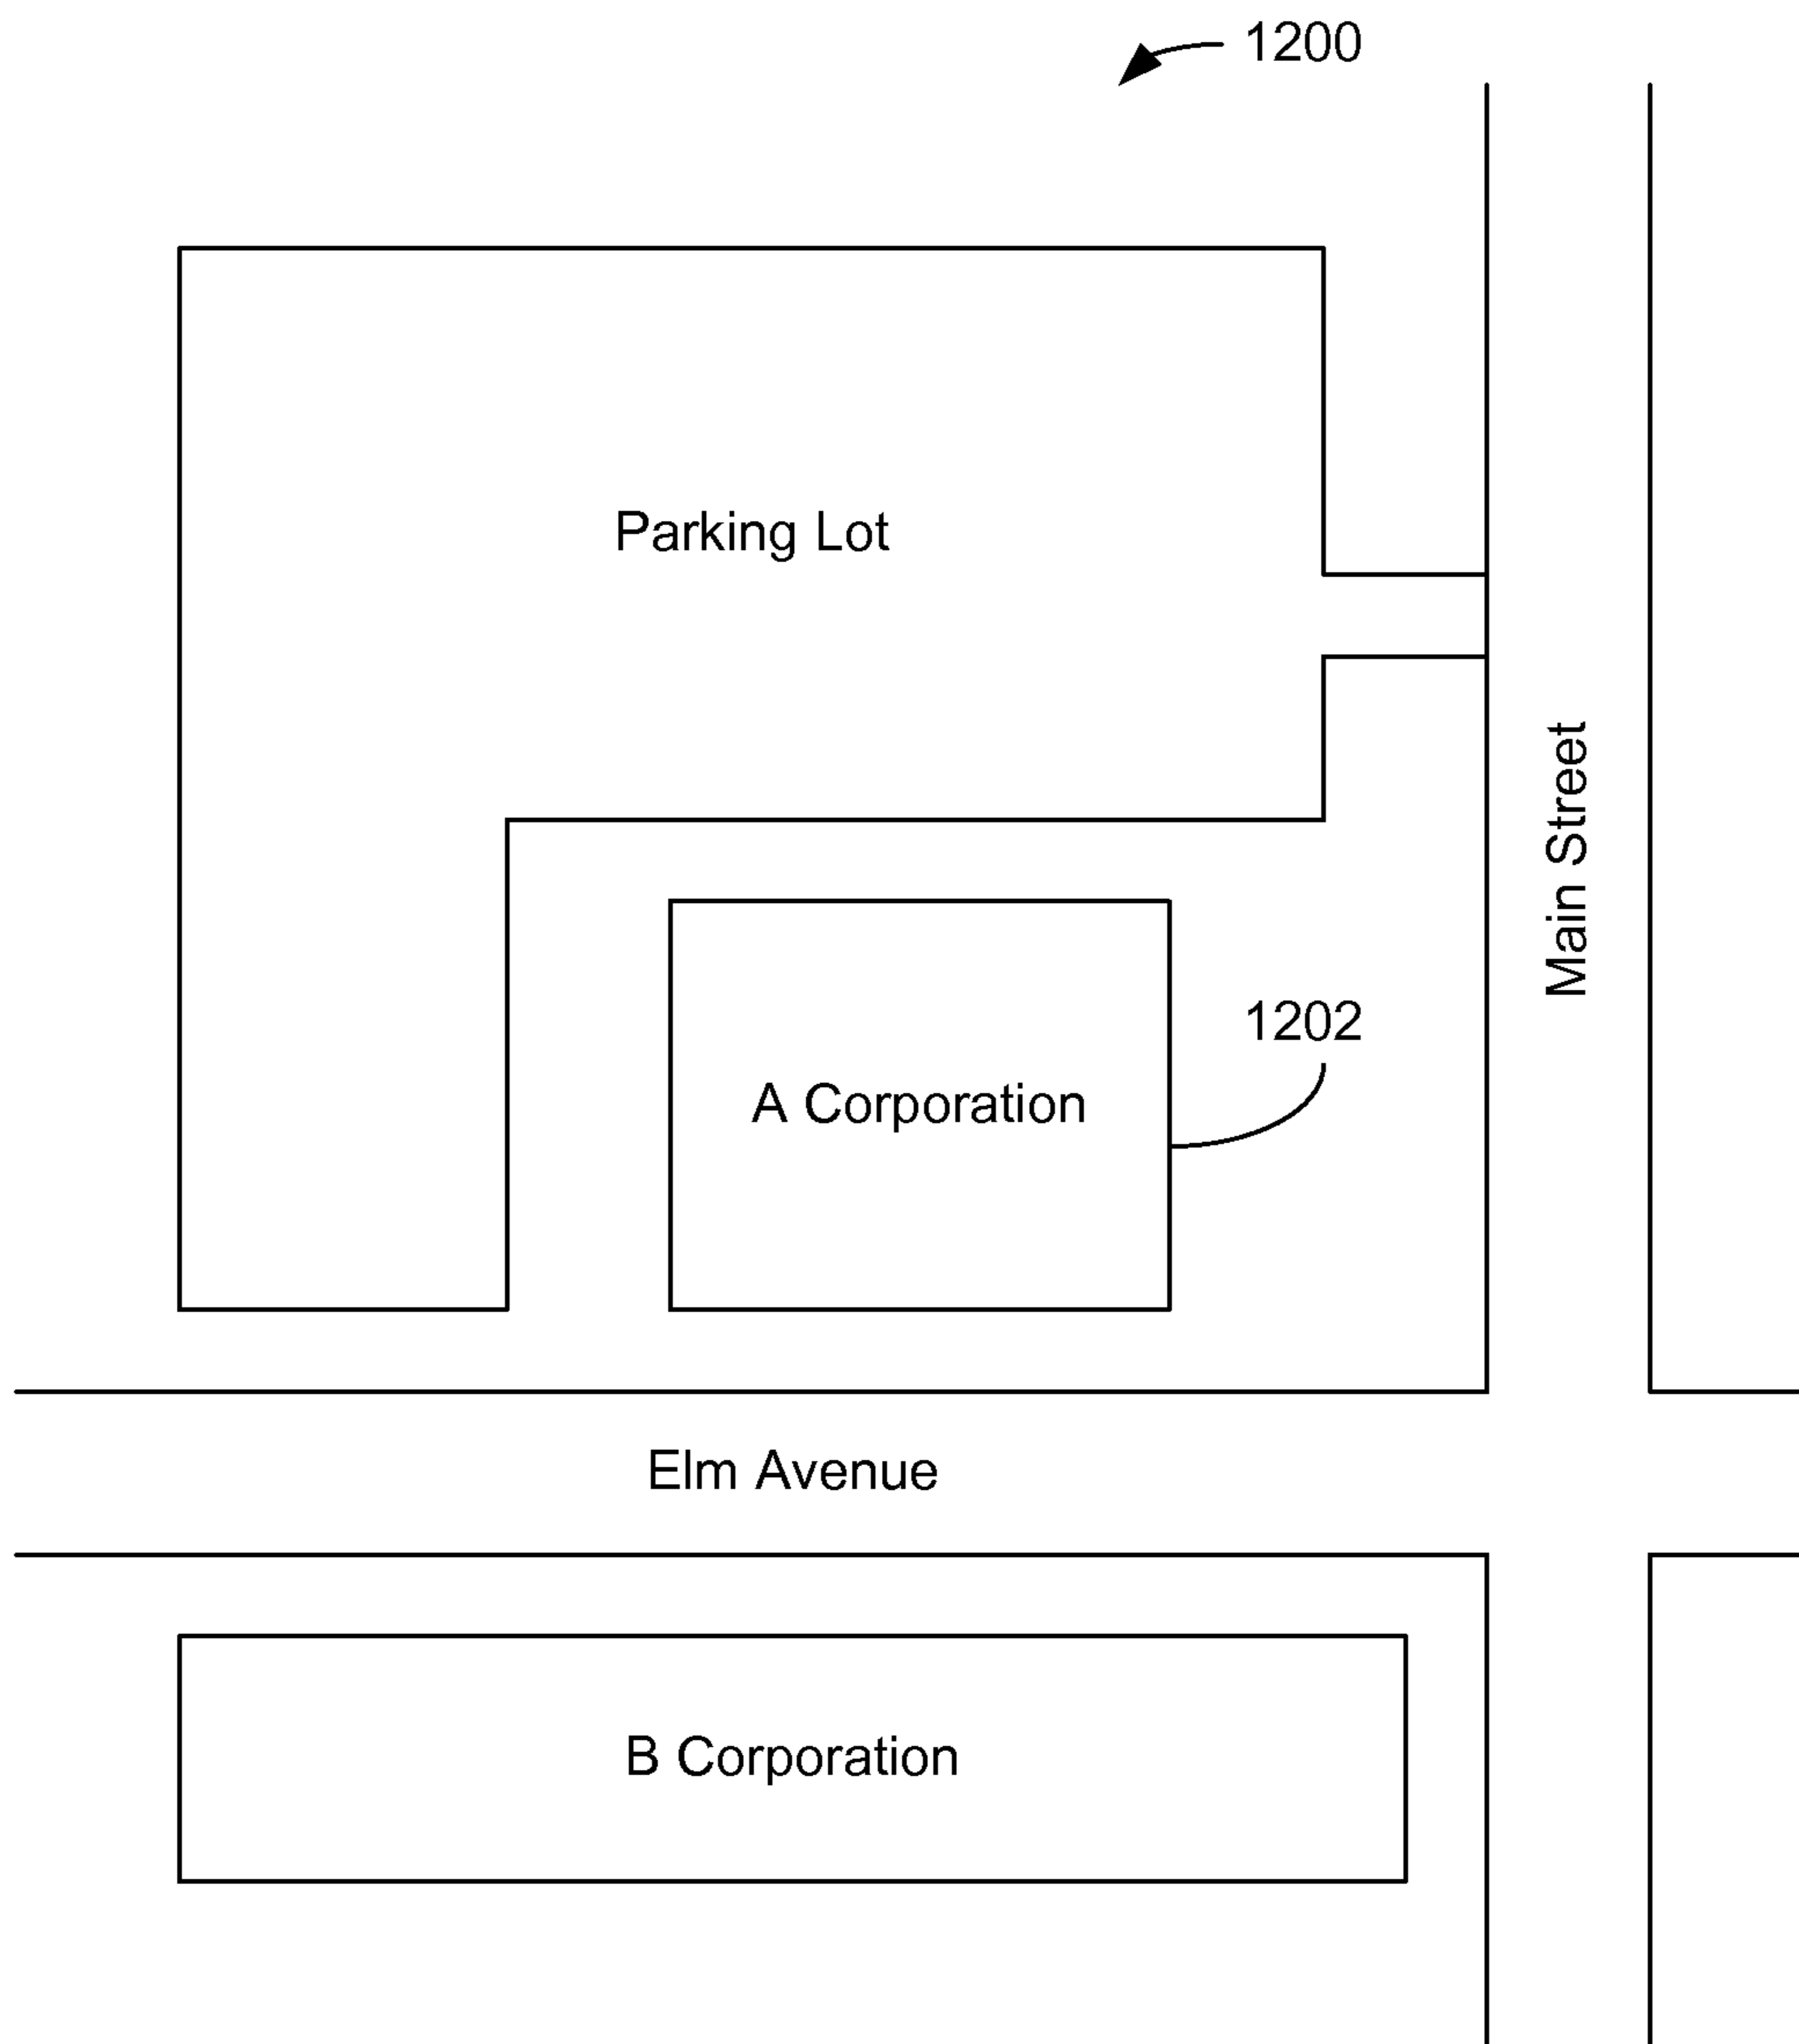 1200
Parking Lot
Main Street
1202
A Corporation
Elm Avenue
B Corporation